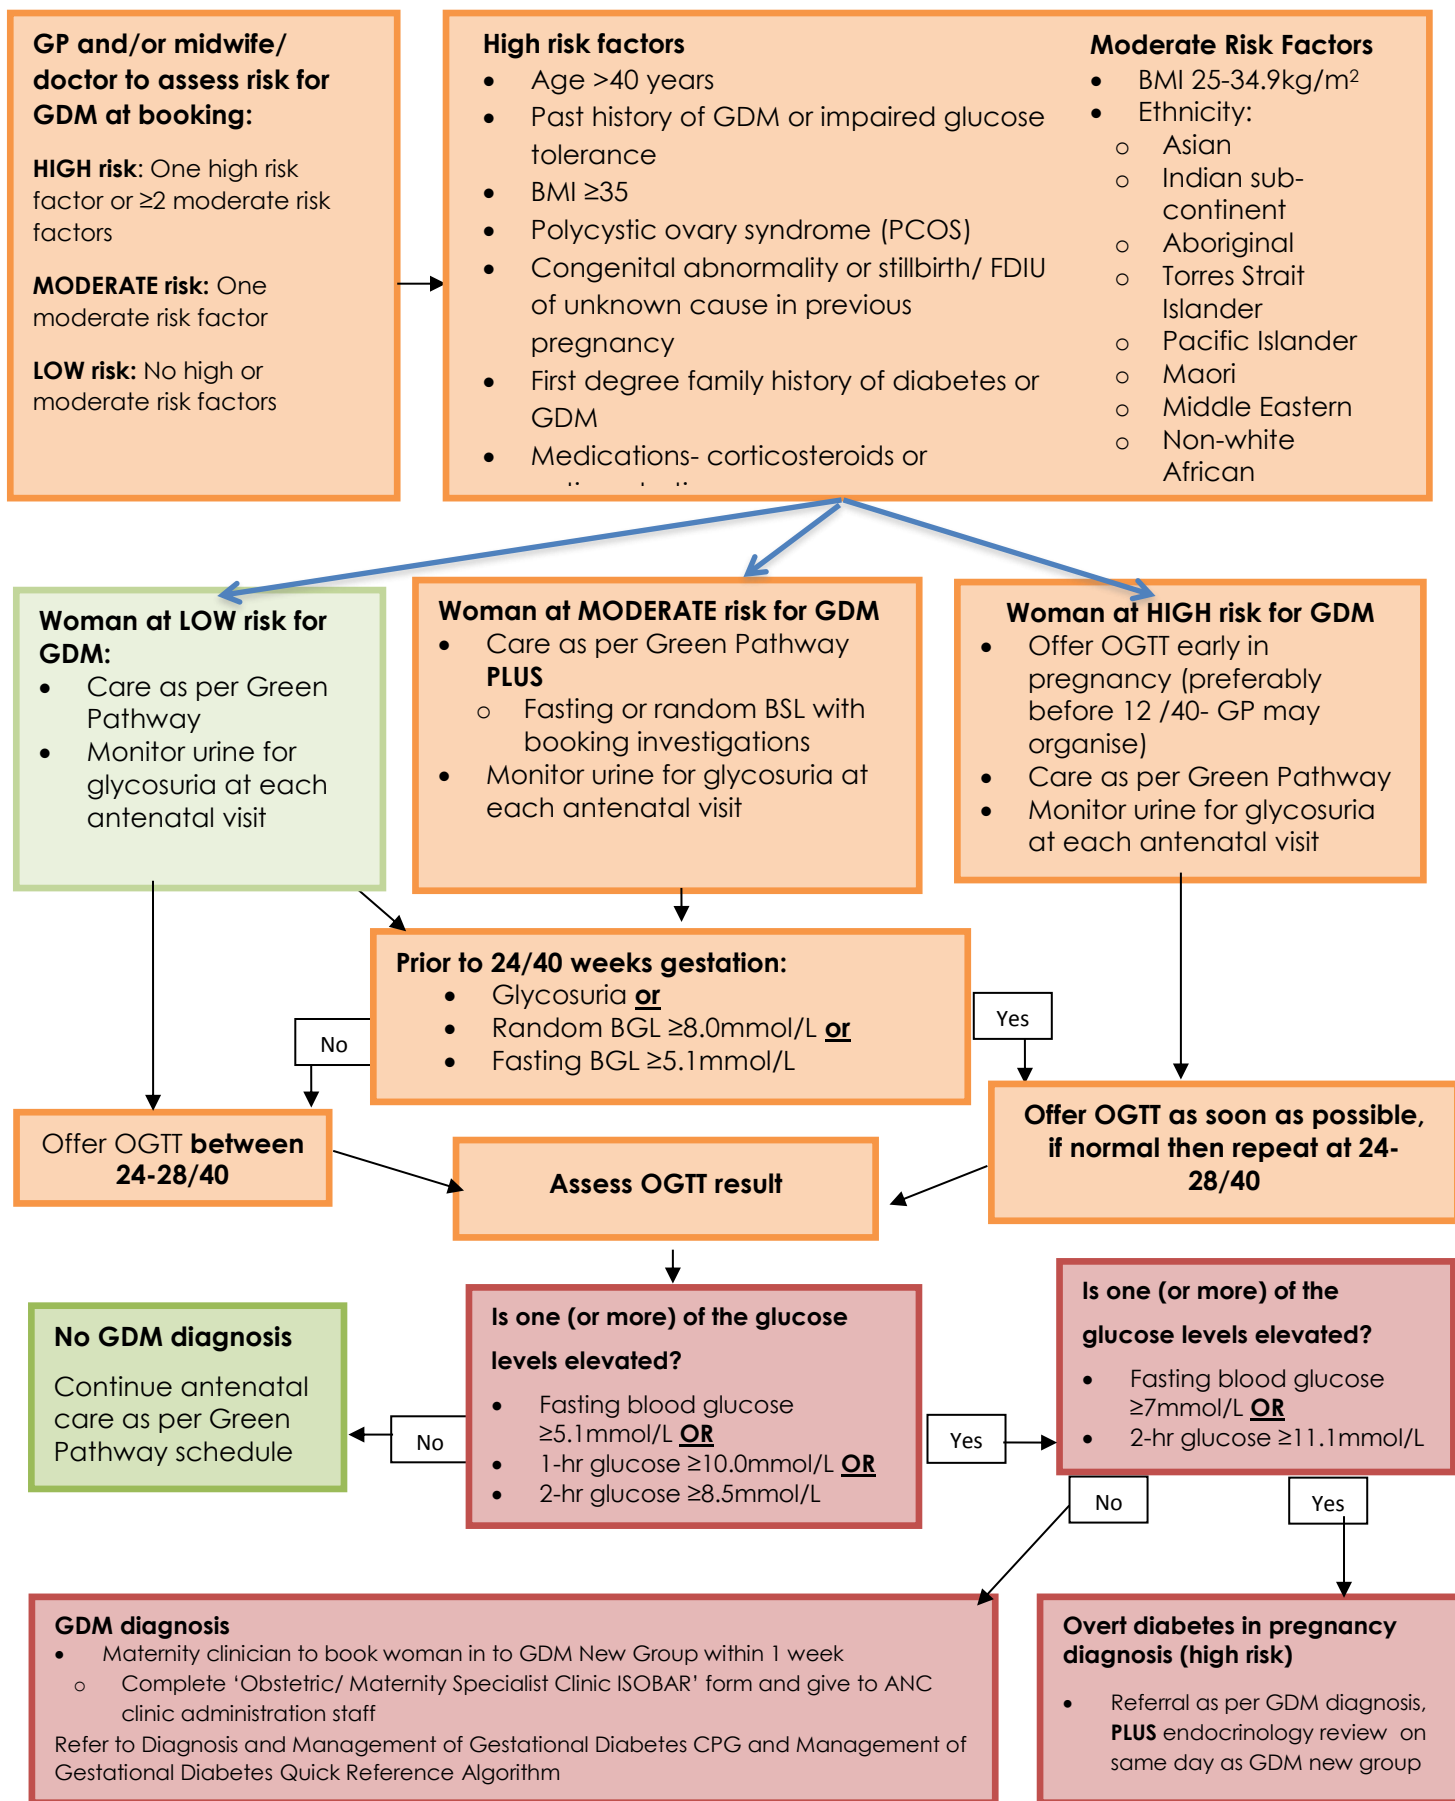 GP and/or midwife/
doctor to assess risk for
GDM at booking:
HIGH risk: One high risk
factor or ≥2 moderate risk
factors
MODERATE risk: One
moderate risk factor
LOW risk: No high or
moderate risk factors
High risk factors
• Age >40 years
• Past history of GDM or impaired glucose
tolerance
• BMI ≥35
• Polycystic ovary syndrome (PCOS)
• Congenital abnormality or stillbirth/ FDIU
of unknown cause in previous
pregnancy
• First degree family history of diabetes or
GDM
• Medications- corticosteroids or
Moderate Risk Factors
• BMI 25-34.9kg/m²
• Ethnicity:
o Asian
o Indian sub-
continent
o Aboriginal
o Torres Strait
Islander
o Pacific Islander
o Maori
o Middle Eastern
o Non-white
African
Woman at LOW risk for
GDM:
• Care as per Green
Pathway
• Monitor urine for
glycosuria at each
antenatal visit
Woman at MODERATE risk for GDM
• Care as per Green Pathway
PLUS
o Fasting or random BSL with
booking investigations
• Monitor urine for glycosuria at
each antenatal visit
Woman at HIGH risk for GDM
• Offer OGTT early in
pregnancy (preferably
before 12 /40- GP may
organise)
• Care as per Green Pathway
• Monitor urine for glycosuria
at each antenatal visit
Prior to 24/40 weeks gestation:
• Glycosuria or
• Random BGL ≥8.0mmol/L or
• Fasting BGL ≥5.1mmol/L
No
Yes
Offer OGTT between
24-28/40
Assess OGTT result
Offer OGTT as soon as possible,
if normal then repeat at 24-
28/40
No GDM diagnosis
Continue antenatal
care as per Green
Pathway schedule
No
Is one (or more) of the glucose
levels elevated?
• Fasting blood glucose
≥5.1mmol/L OR
• 1-hr glucose ≥10.0mmol/L OR
• 2-hr glucose ≥8.5mmol/L
Yes
Is one (or more) of the
glucose levels elevated?
• Fasting blood glucose
≥7mmol/L OR
• 2-hr glucose ≥11.1mmol/L
No
Yes
GDM diagnosis
• Maternity clinician to book woman in to GDM New Group within 1 week
o Complete ‘Obstetric/ Maternity Specialist Clinic ISOBAR’ form and give to ANC
clinic administration staff
Refer to Diagnosis and Management of Gestational Diabetes CPG and Management of
Gestational Diabetes Quick Reference Algorithm
Overt diabetes in pregnancy
diagnosis (high risk)
• Referral as per GDM diagnosis,
PLUS endocrinology review on
same day as GDM new group